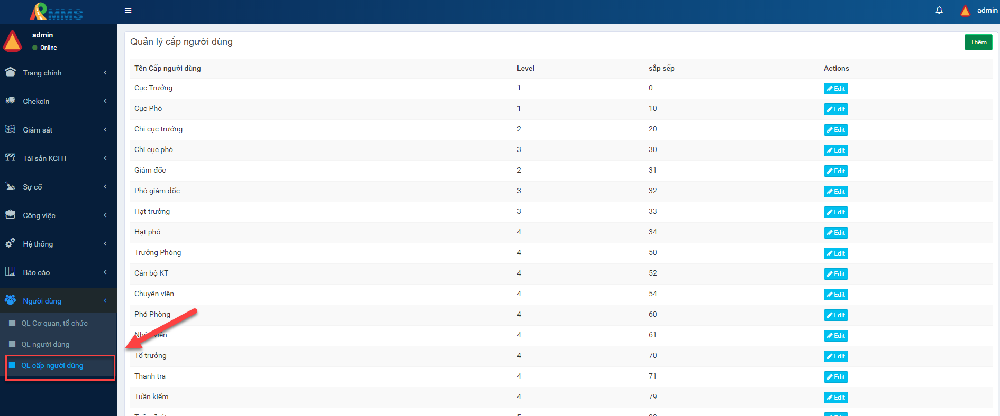 RMMS
admin
admin
Online
Trang chính
Chekcin
Giám sát
Tài sản KCHT
Sự cố
Công việc
Hệ thống
Báo cáo
Người dùng
QL Cơ quan, tổ chức
QL người dùng
QL cấp người dùng
Quản lý cấp người dùng
Thêm
Tên Cấp người dùng Level sắp sếp Actions
Cục Trưởng 1 0 Edit
Cục Phó 1 10 Edit
Chi cục trưởng 2 20 Edit
Chi cục phó 3 30 Edit
Giám đốc 2 31 Edit
Phó giám đốc 3 32 Edit
Hạt trưởng 3 33 Edit
Hạt phó 4 34 Edit
Trưởng Phòng 4 50 Edit
Cán bộ KT 4 52 Edit
Chuyên viên 4 54 Edit
Phó Phòng 4 60 Edit
Nhân viên 4 61 Edit
Tổ trưởng 4 70 Edit
Thanh tra 4 71 Edit
Tuần kiểm 4 79 Edit